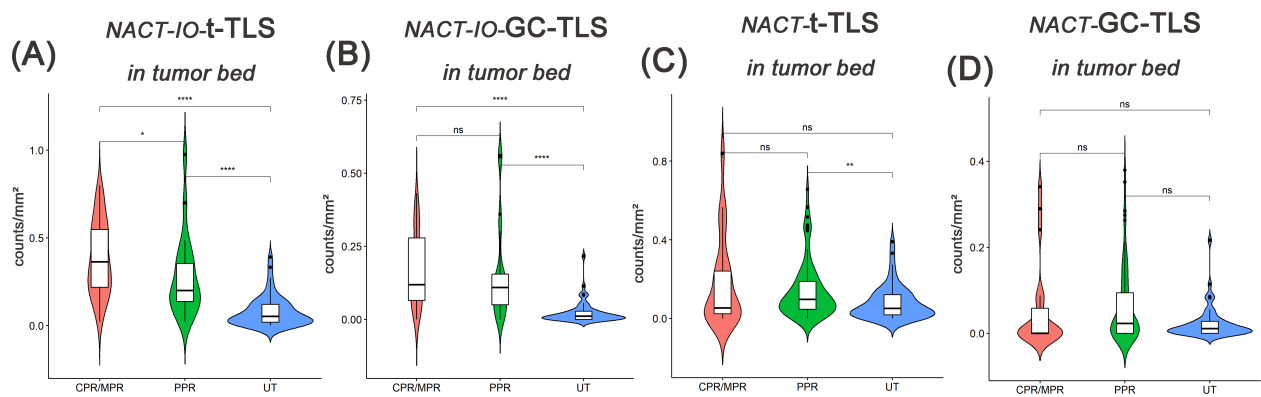 (A)
NACT-IO-t-TLS
in tumor bed
counts/mm²
1.0
0.5
0.0
****
*
****
CPR/MPR PPR UT
(B)
NACT-IO-GC-TLS
in tumor bed
counts/mm²
0.75
0.50
0.25
0.00
****
ns
****
CPR/MPR PPR UT
(C)
NACT-t-TLS
in tumor bed
counts/mm²
0.8
0.4
0.0
ns
ns
**
CPR/MPR PPR UT
(D)
NACT-GC-TLS
in tumor bed
counts/mm²
0.4
0.2
0.0
ns
ns
ns
CPR/MPR PPR UT